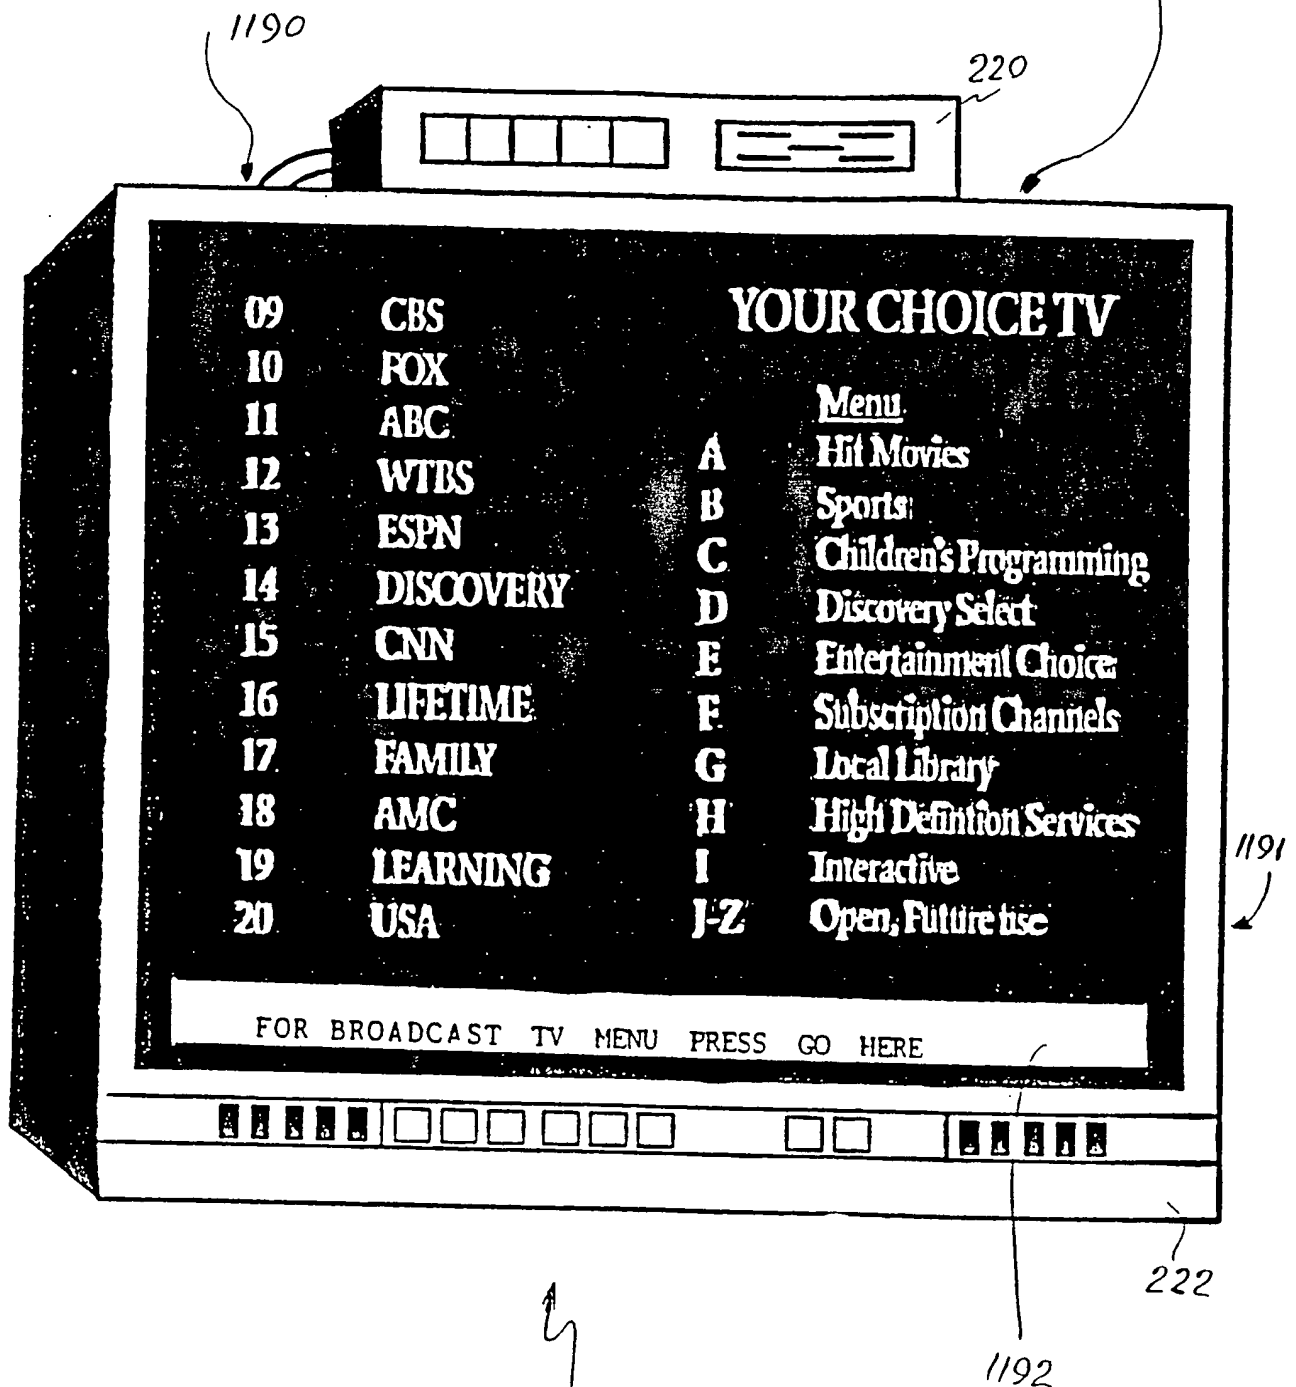 1190
220
09 CBS
10 FOX
11 ABC
12 WTBS
13 ESPN
14 DISCOVERY
15 CNN
16 LIFETIME
17 FAMILY
18 AMC
19 LEARNING
20 USA
YOUR CHOICE TV
Menu
A Hit Movies
B Sports
C Children's Programming
D Discovery Select
E Entertainment Choice
F Subscription Channels
G Local Library
H High Defintion Services
I Interactive
J-Z Open, Future use
1191
FOR BROADCAST TV MENU PRESS GO HERE
222
1192